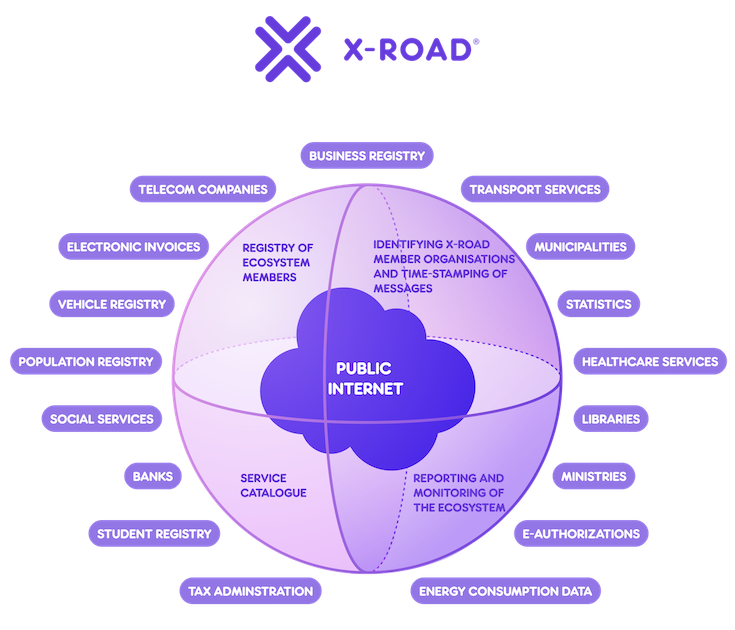 X-ROAD®
BUSINESS REGISTRY
TELECOM COMPANIES
TRANSPORT SERVICES
ELECTRONIC INVOICES
REGISTRY OF
ECOSYSTEM
MEMBERS
IDENTIFYING X-ROAD
MEMBER ORGANISATIONS
AND TIME-STAMPING OF
MESSAGES
MUNICIPALITIES
VEHICLE REGISTRY
STATISTICS
POPULATION REGISTRY
PUBLIC
INTERNET
HEALTHCARE SERVICES
SOCIAL SERVICES
LIBRARIES
BANKS
SERVICE
CATALOGUE
REPORTING AND
MONITORING OF
THE ECOSYSTEM
MINISTRIES
STUDENT REGISTRY
E-AUTHORIZATIONS
TAX ADMINSTRATION
ENERGY CONSUMPTION DATA